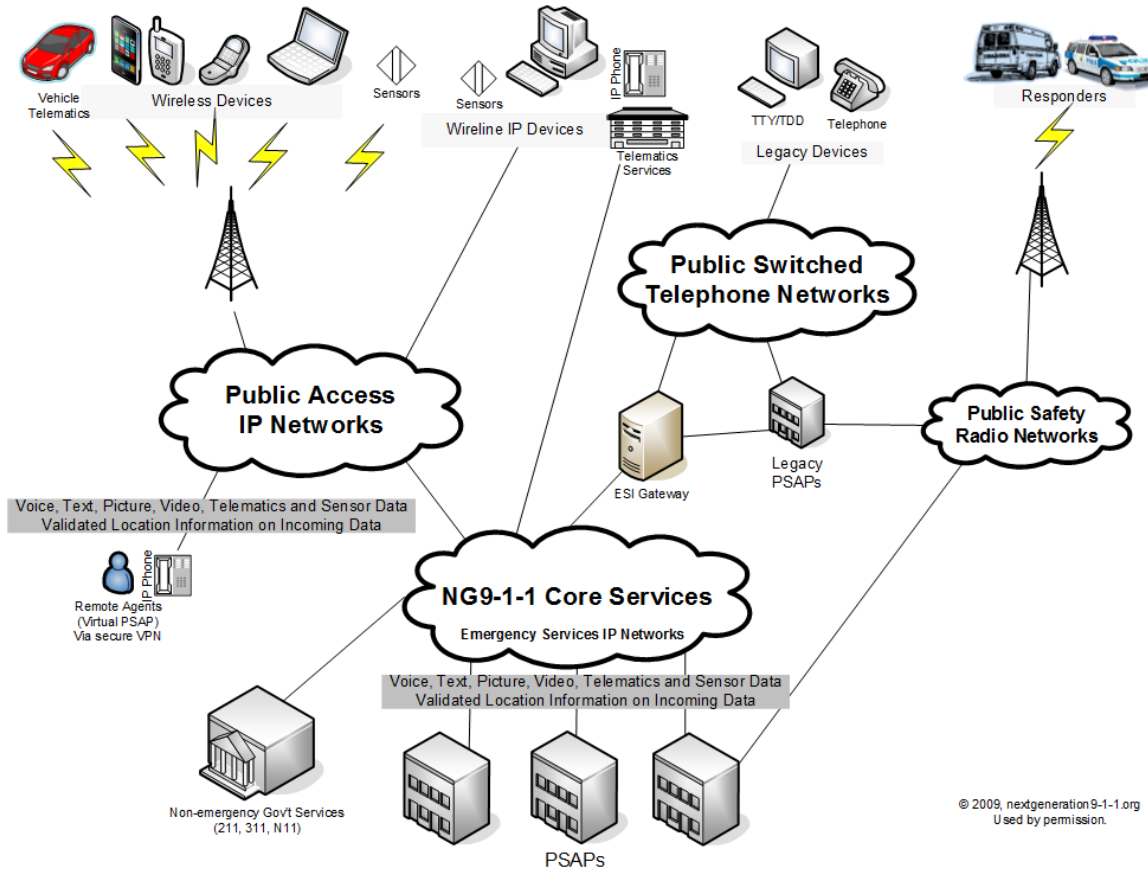 Vehicle
Telematics
Wireless Devices
Sensors
Sensors
Wireline IP Devices
IP Phone
Telematics
Services
TTY/TDD
Telephone
Legacy Devices
Responders
Public Switched
Telephone Networks
Public Access
IP Networks
Public Safety
Radio Networks
Legacy
PSAPs
ESI Gateway
Voice, Text, Picture, Video, Telematics and Sensor Data
Validated Location Information on Incoming Data
IP Phone
Remote Agents
(Virtual PSAP)
Via secure VPN
NG9-1-1 Core Services
Emergency Services IP Networks
Voice, Text, Picture, Video, Telematics and Sensor Data
Validated Location Information on Incoming Data
Non-emergency Gov't Services
(211, 311, N11)
PSAPs
© 2009, nextgeneration9-1-1.org
Used by permission.